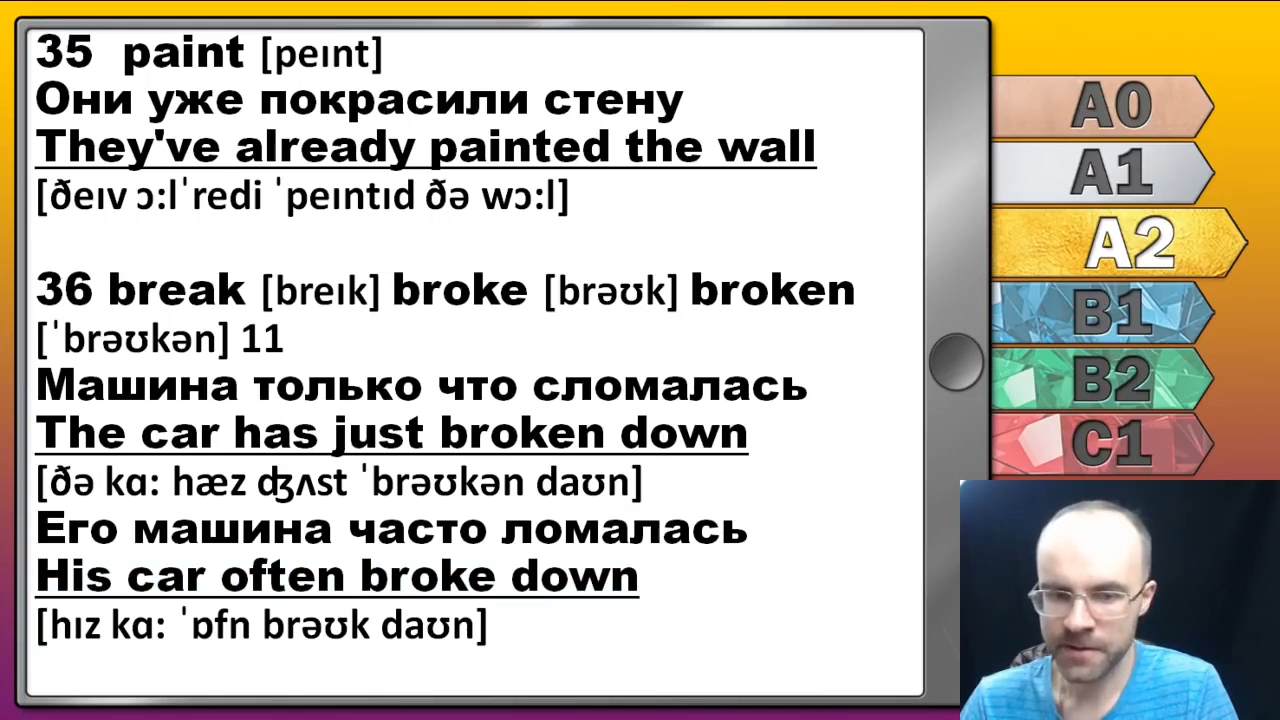 35 paint [peɪnt]
Они уже покрасили стену
They've already painted the wall
[ðeɪv ɔ:lˈredi ˈpeɪntɪd ðə wɔ:l]
36 break [breɪk] broke [brəʊk] broken
[ˈbrəʊkən] 11
Машина только что сломалась
The car has just broken down
[ðə kɑ: hæz ʤʌst ˈbrəʊkən daʊn]
Его машина часто ломалась
His car often broke down
[hɪz kɑ: ˈɒfn brəʊk daʊn]
A0
A1
A2
B1
B2
C1